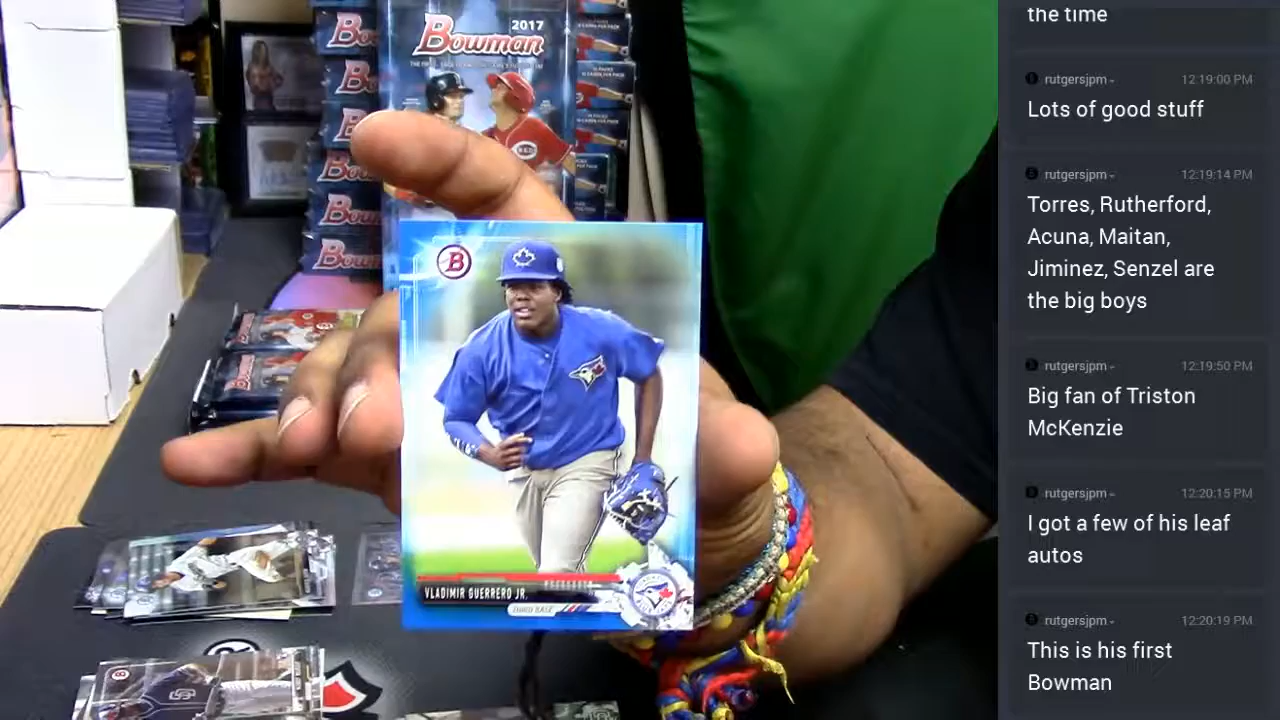 2017
Bowman
Bow
B
VLADIMIR GUERRERO JR.
THIRD BASE
the time
rutgersjpm
12:19:00 PM
Lots of good stuff
rutgersjpm
12:19:14 PM
Torres, Rutherford,
Acuna, Maitan,
Jiminez, Senzel are
the big boys
rutgersjpm
12:19:50 PM
Big fan of Triston
McKenzie
rutgersjpm
12:20:15 PM
I got a few of his leaf
autos
rutgersjpm
12:20:19 PM
This is his first
Bowman